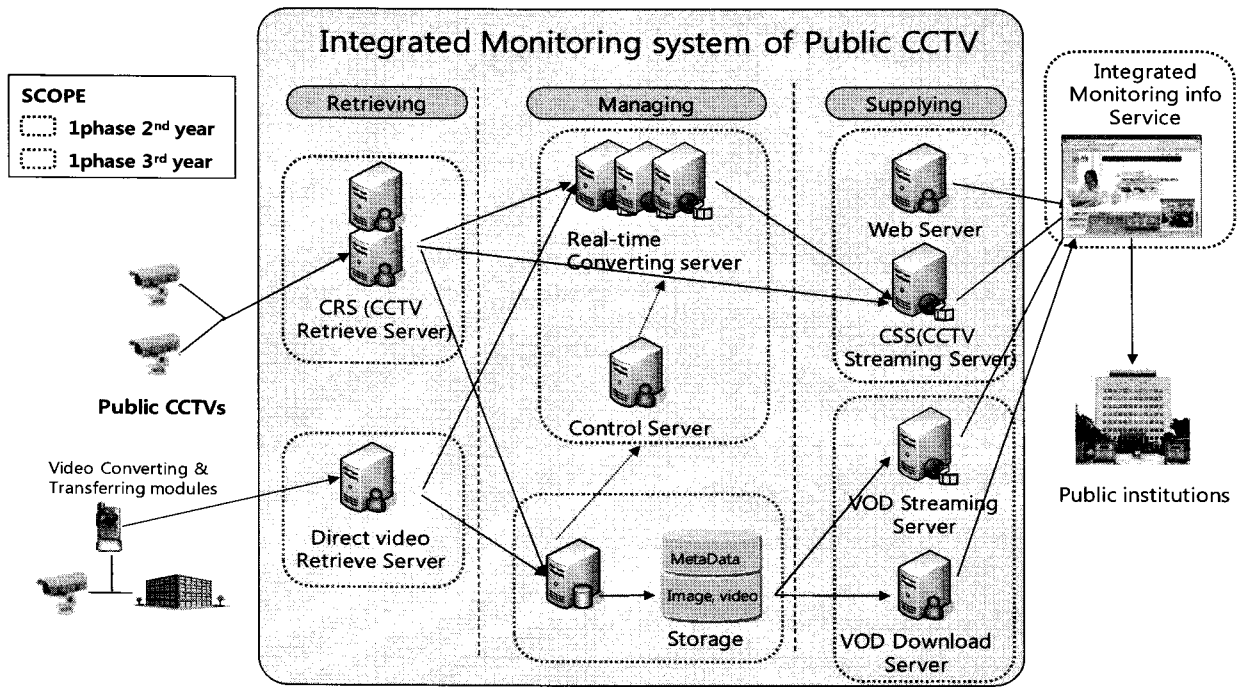 Integrated Monitoring system of Public CCTV
SCOPE
1phase 2nd year
1phase 3rd year
Retrieving
Managing
Supplying
Integrated
Monitoring info
Service
CRS (CCTV
Retrieve Server)
Real-time
Converting server
Web Server
CSS(CCTV
Streaming Server)
Public CCTVs
Control Server
Public institutions
Video Converting &
Transferring modules
Direct video
Retrieve Server
MetaData
Image, video
Storage
VOD Streaming
Server
VOD Download
Server